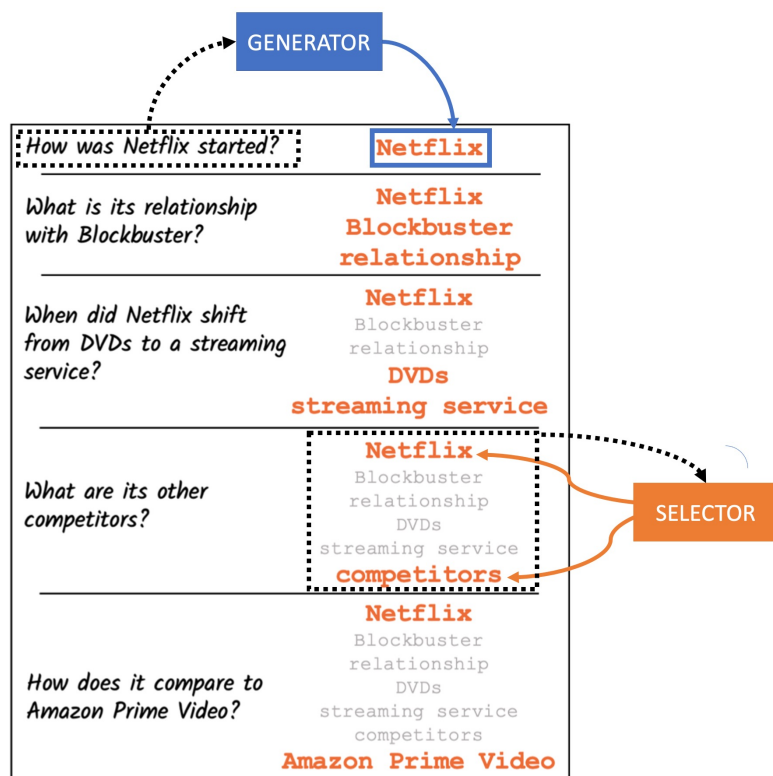 GENERATOR
How was Netflix started?
Netflix
What is its relationship
with Blockbuster?
Netflix
Blockbuster
relationship
When did Netflix shift
from DVDs to a streaming
service?
Netflix
Blockbuster
relationship
DVDs
streaming service
What are its other
competitors?
Netflix
Blockbuster
relationship
DVDs
streaming service
competitors
SELECTOR
How does it compare to
Amazon Prime Video?
Netflix
Blockbuster
relationship
DVDs
streaming service
competitors
Amazon Prime Video